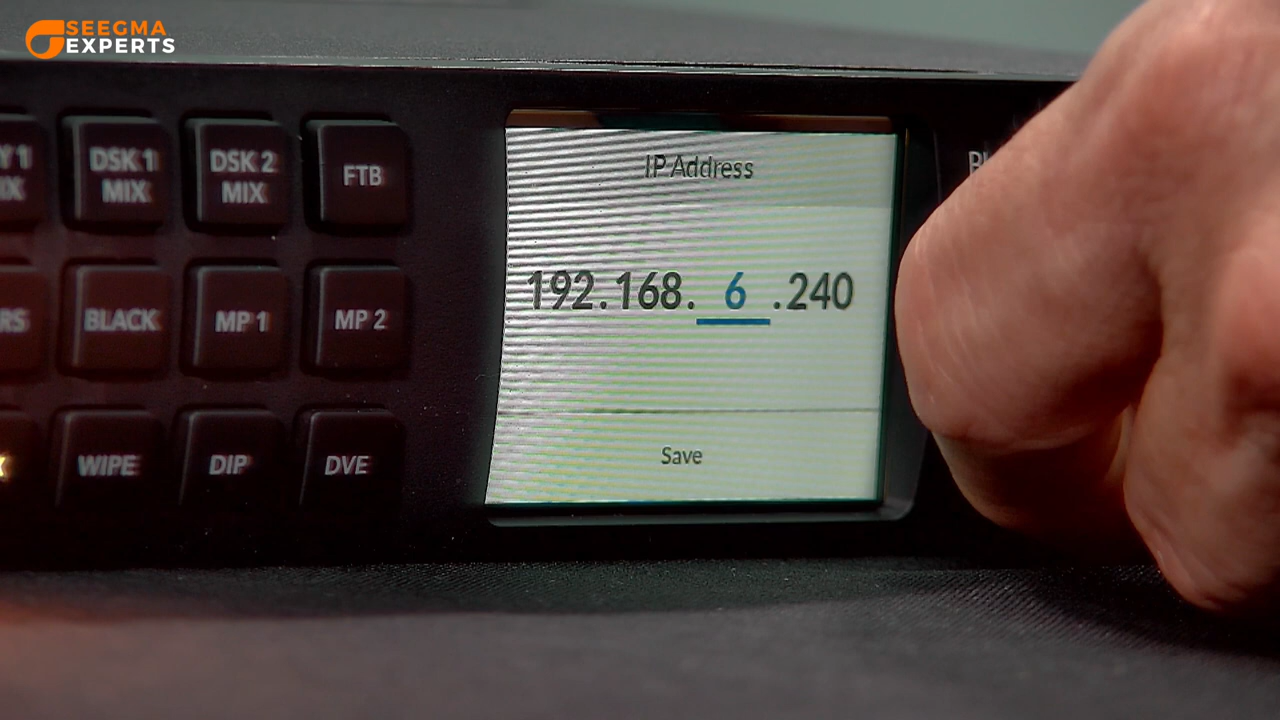 SEEGMA
EXPERTS
DSK 1
MIX
DSK 2
MIX
FTB
BLACK
MP 1
MP 2
WIPE
DIP
DVE
IP Address
192.168. 6 .240
Save